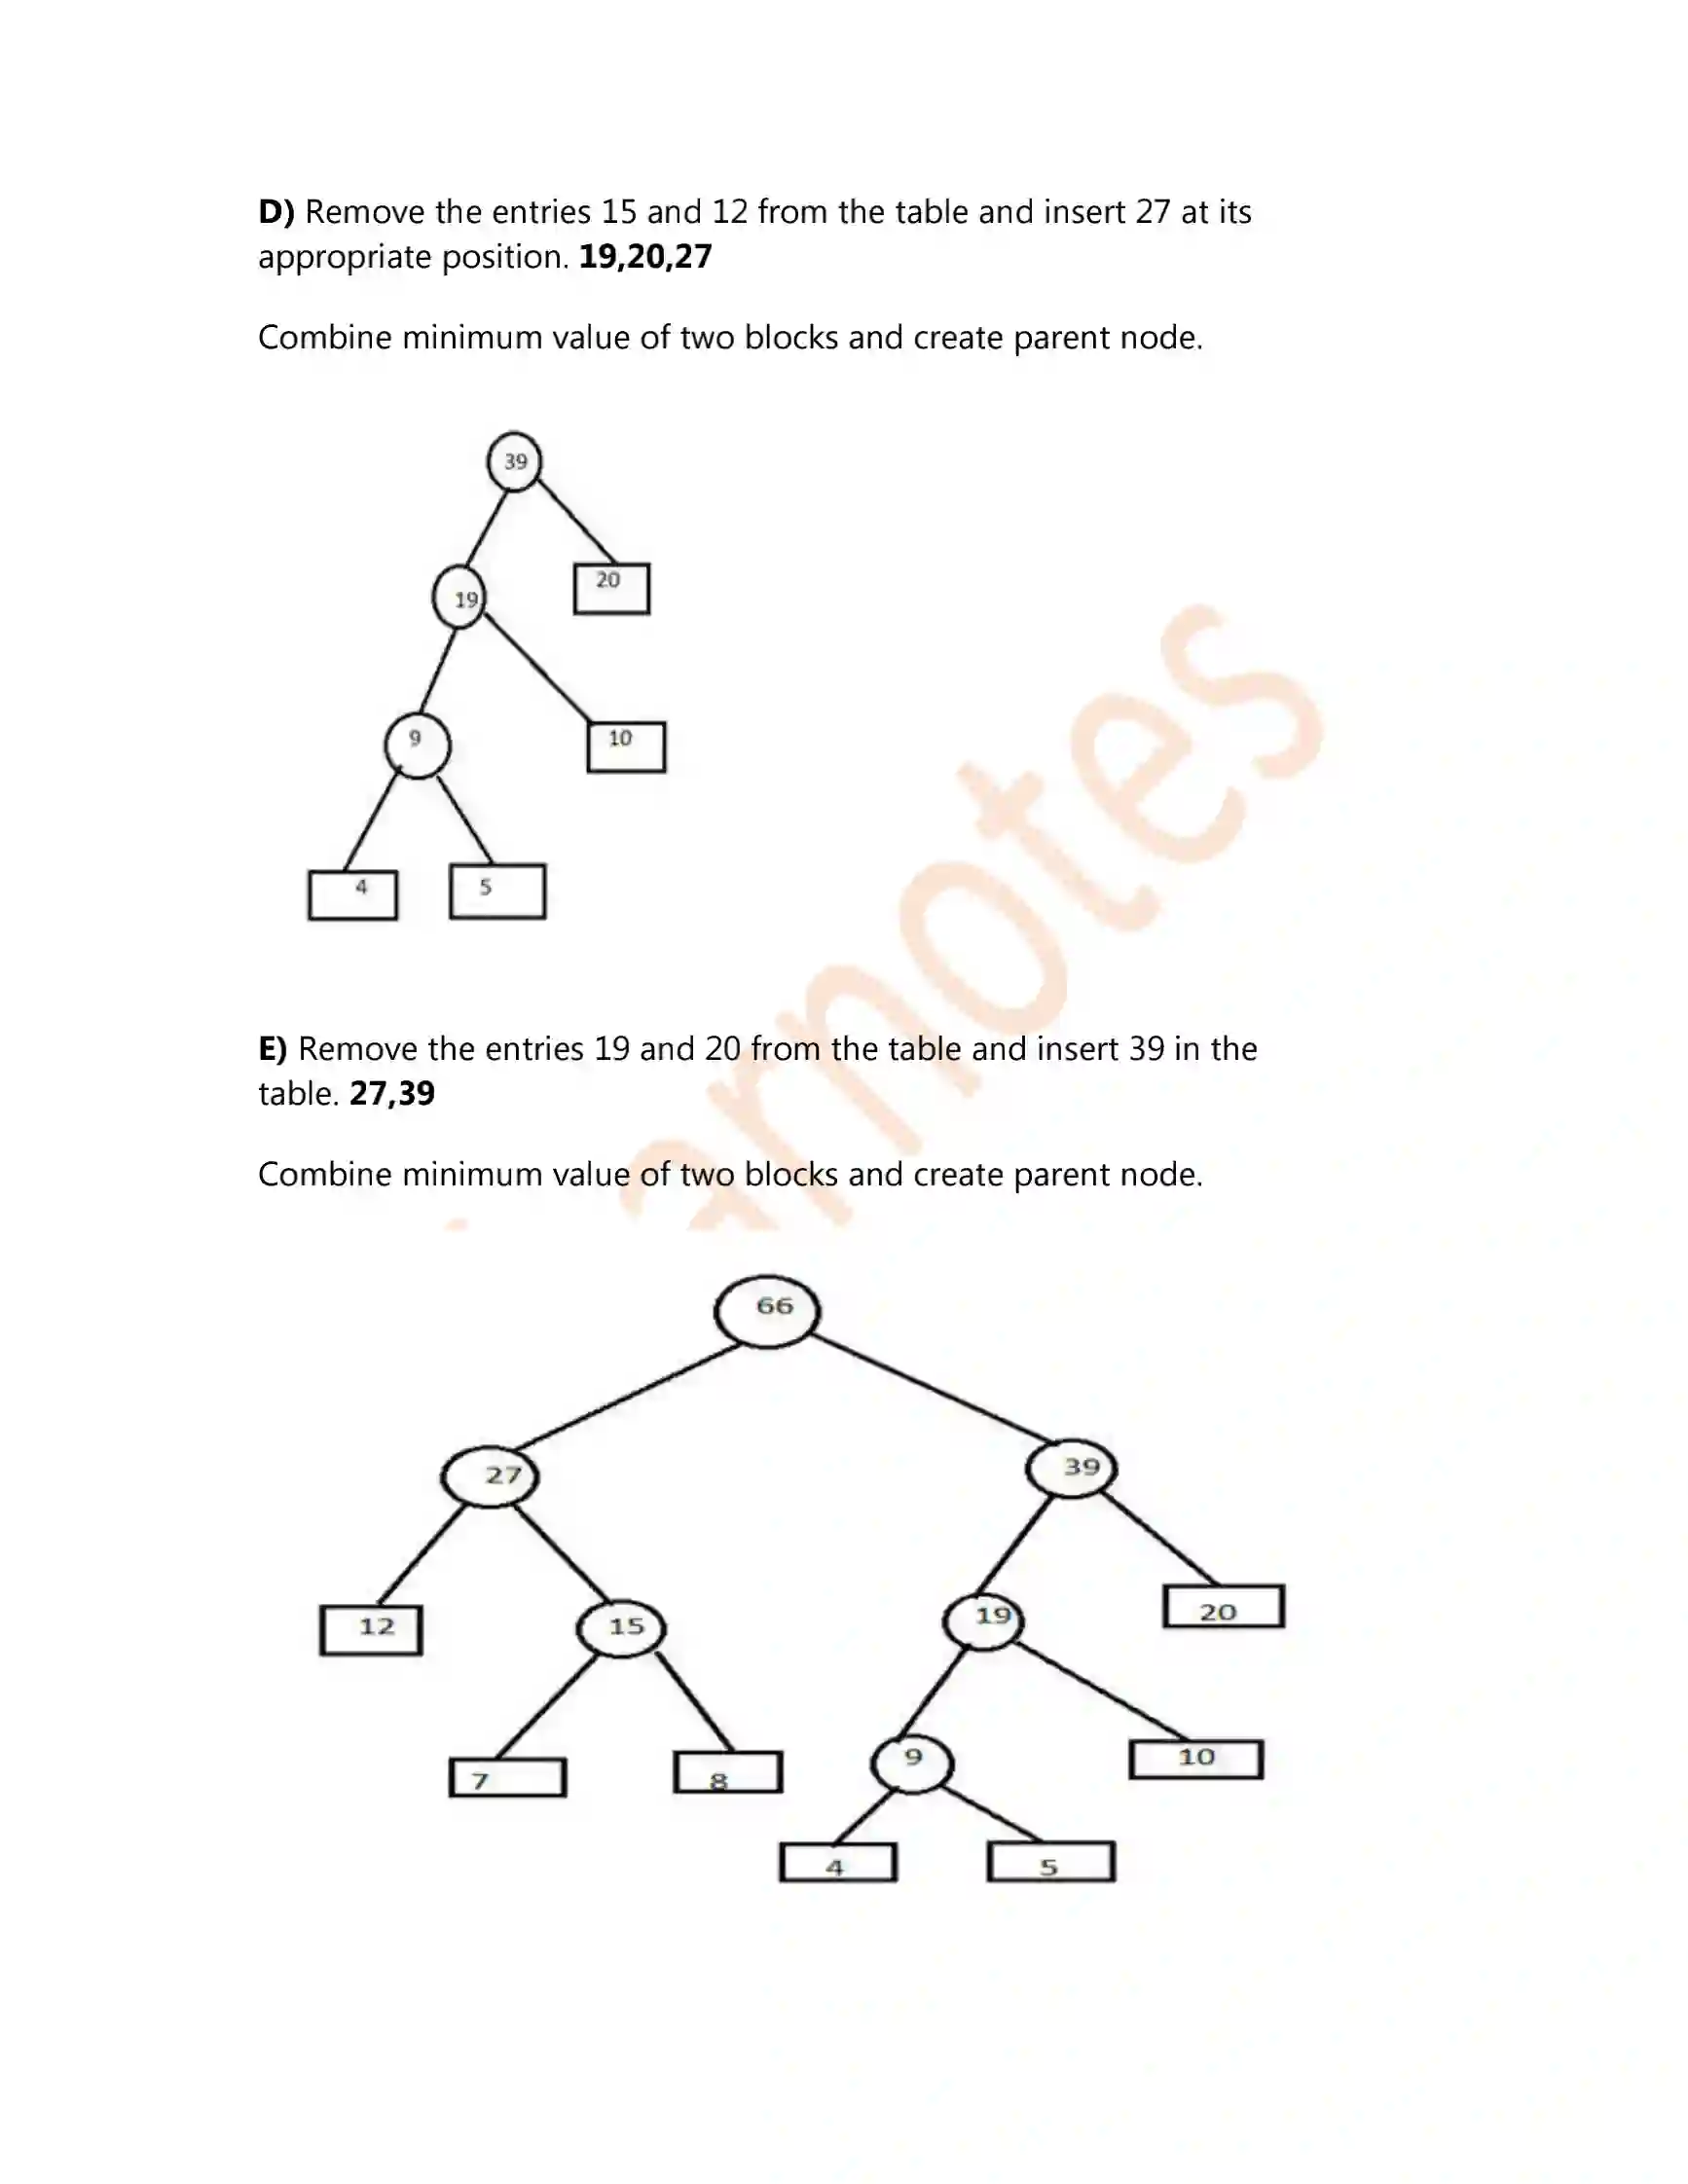 D) Remove the entries 15 and 12 from the table and insert 27 at its
appropriate position. 19,20,27
Combine minimum value of two blocks and create parent node.
39
19
20
9
10
4
5
E) Remove the entries 19 and 20 from the table and insert 39 in the
table. 27,39
Combine minimum value of two blocks and create parent node.
66
27
39
12
15
19
20
7
8
9
10
4
5
arnotes